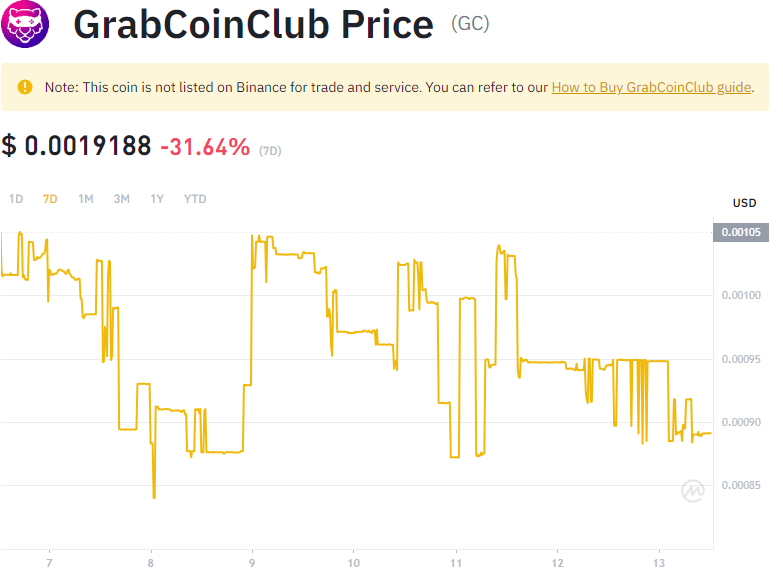 GrabCoinClub Price (GC)
Note: This coin is not listed on Binance for trade and service. You can refer to our How to Buy GrabCoinClub guide.
$ 0.0019188 -31.64% (7D)
1D 7D 1M 3M 1Y YTD
USD
0.00105
0.00100
0.00095
0.00090
0.00085
7 8 9 10 11 12 13